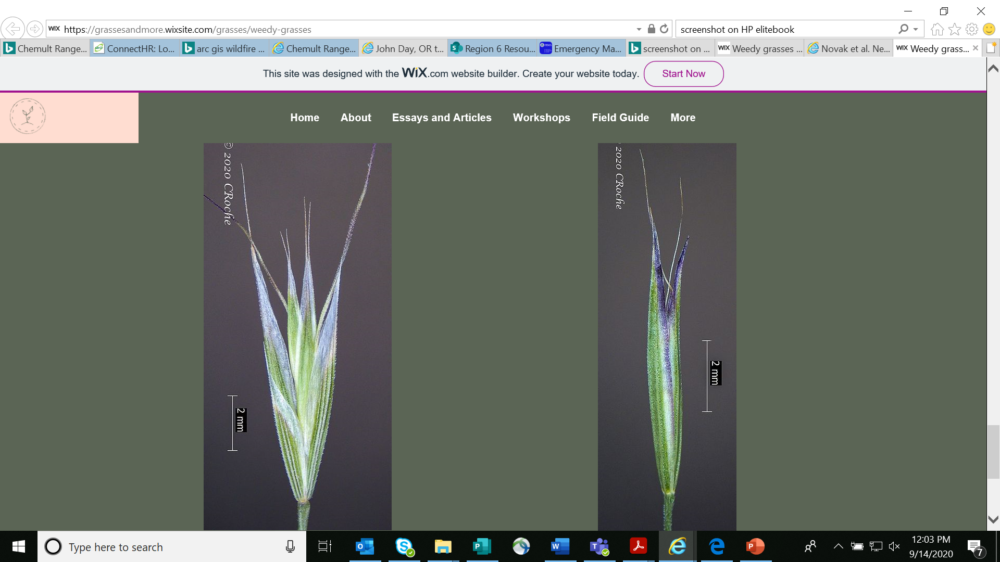 WiX https://grassesandmore.wixsite.com/grasses/weedy-grasses
screenshot on HP elitebook
Chemult Range...
ConnectHR: Lo...
arc gis wildfire ...
Chemult Range...
John Day, OR t...
Region 6 Resou...
Emergency Ma...
screenshot on ...
WiX Weedy grasses ...
Novak et al. Ne...
WiX Weedy grass...
This site was designed with the WiX.com website builder. Create your website today.
Start Now
Home About Essays and Articles Workshops Field Guide More
© 2020 CRoche
2 mm
2020 CRoche
2 mm
Type here to search
12:03 PM
9/14/2020
7